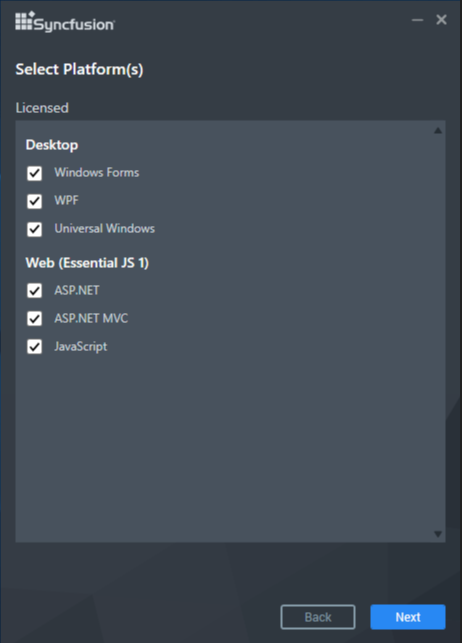 Syncfusion
Select Platform(s)
Licensed
Desktop
Windows Forms
WPF
Universal Windows
Web (Essential JS 1)
ASP.NET
ASP.NET MVC
JavaScript
Back
Next